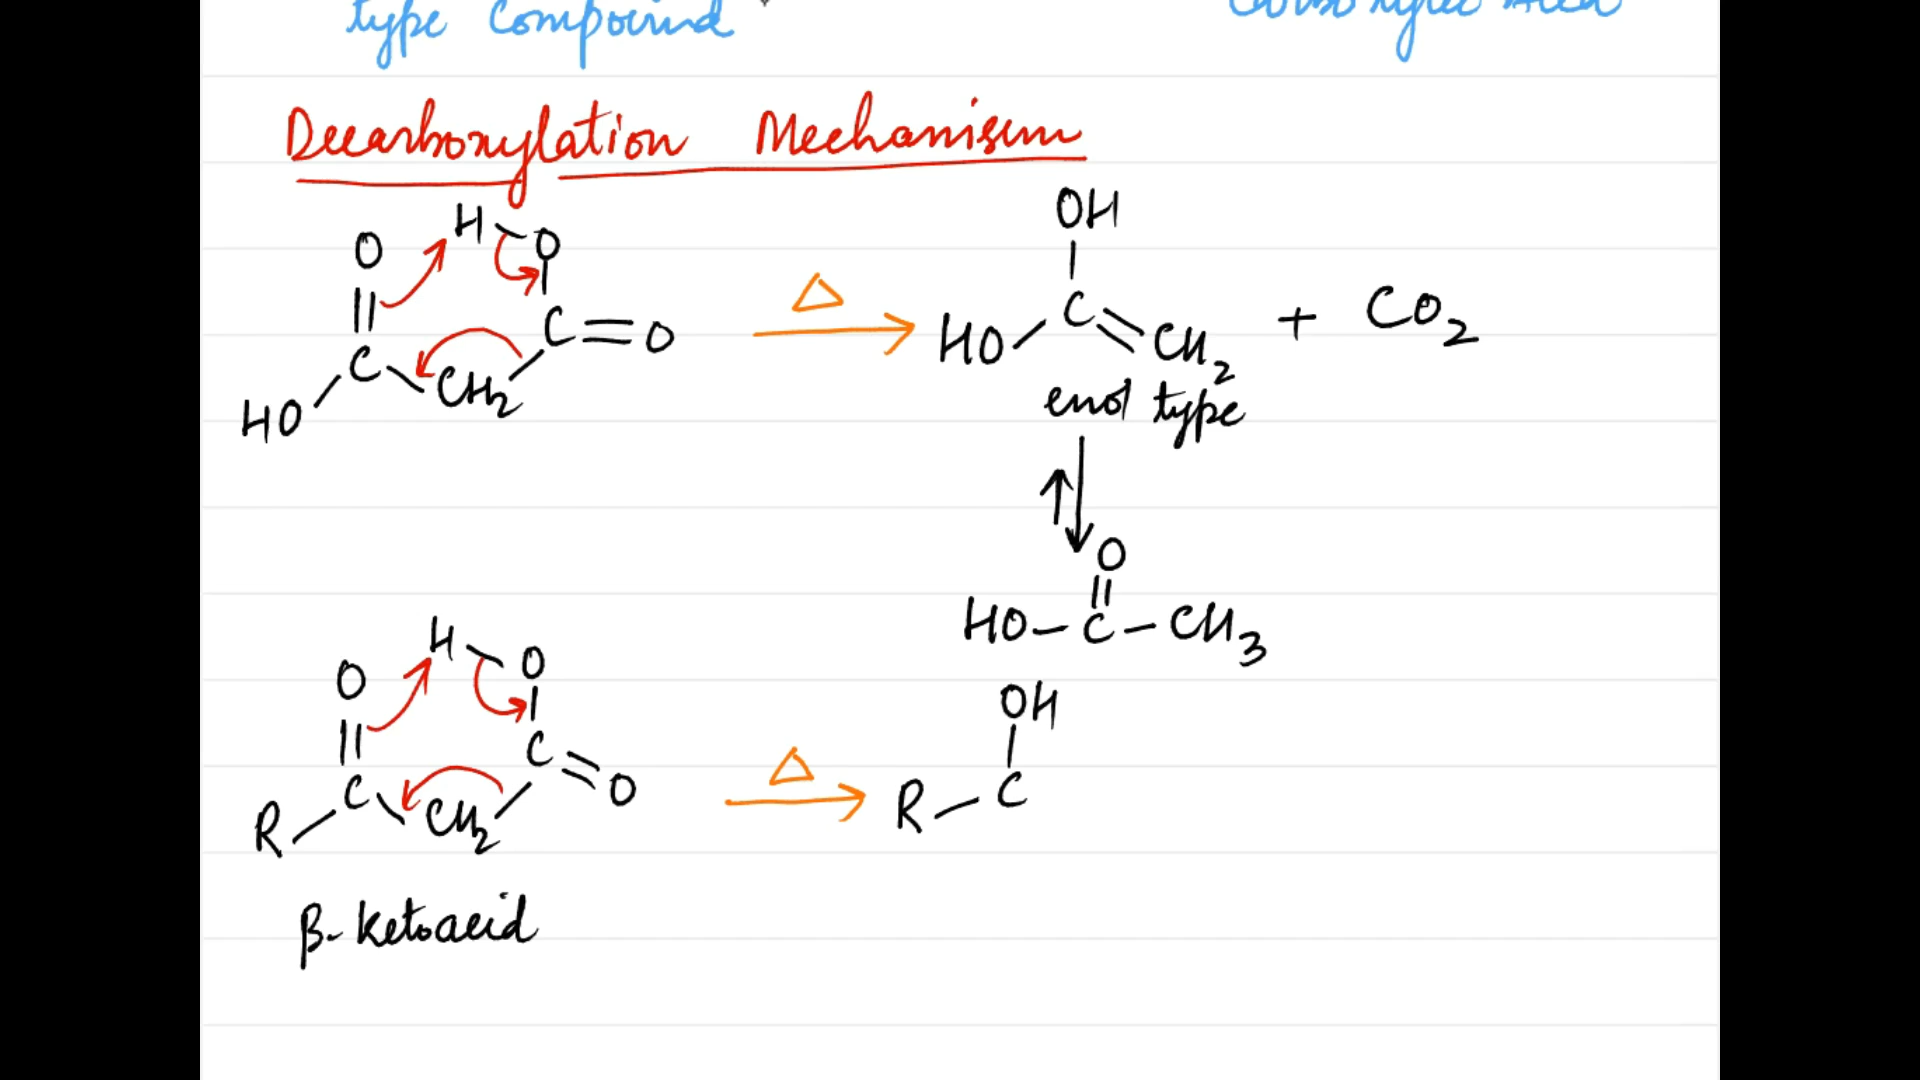 type Compound
Decarboxylation Mechanism
OH
H O
O
C C=O
HO CH2
Δ
HO C=CH2 + CO2
enol type
O
HO-C-CH3
H O
O
C C=O
R CH2
Δ
OH
R-C
β-ketoacid